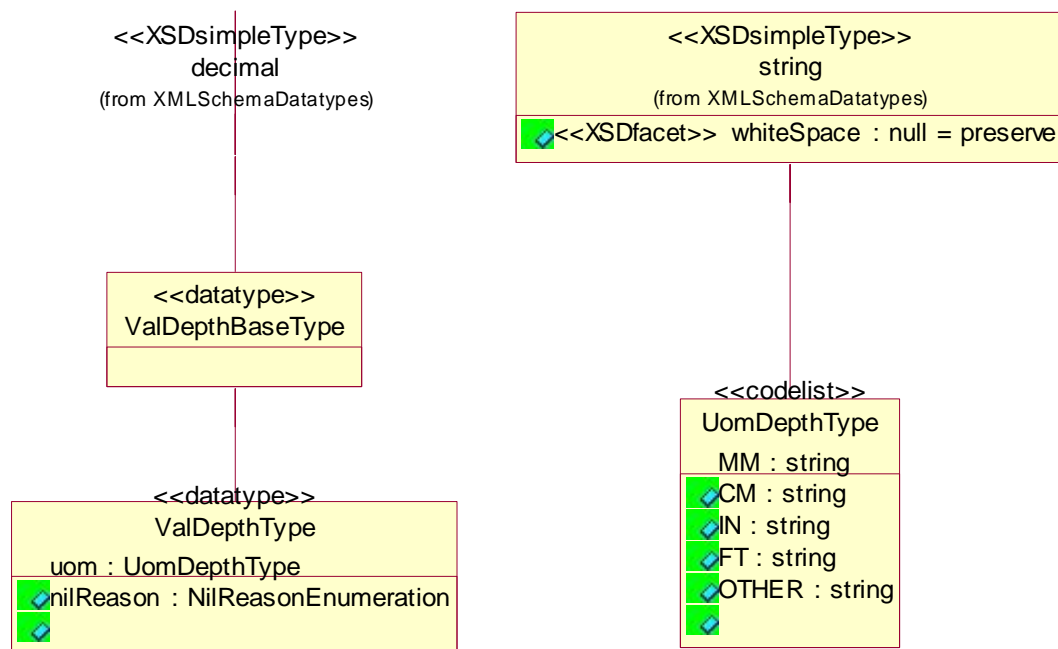 <<XSDsimpleType>>
decimal
(from XMLSchemaDatatypes)
<<XSDsimpleType>>
string
(from XMLSchemaDatatypes)
<<XSDfacet>> whiteSpace : null = preserve
<<datatype>>
ValDepthBaseType
<<datatype>>
ValDepthType
uom : UomDepthType
nilReason : NilReasonEnumeration
<<codelist>>
UomDepthType
MM : string
CM : string
IN : string
FT : string
OTHER : string